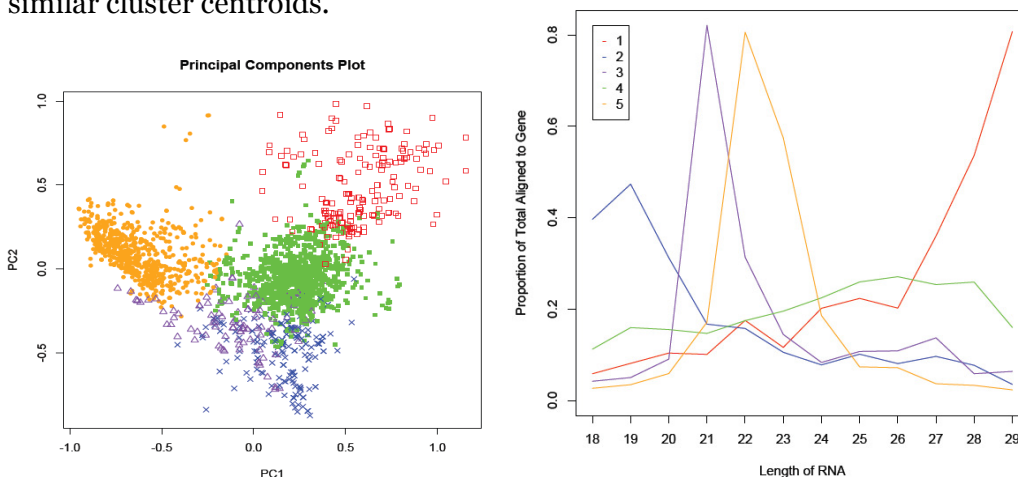 similar cluster centroids.
Principal Components Plot
PC2
1.0
0.5
0.0
-0.5
-1.0 -0.5 0.0 0.5 1.0
PC1
Proportion of Total Aligned to Gene
0.8
0.6
0.4
0.2
0.0
1
2
3
4
5
18 19 20 21 22 23 24 25 26 27 28 29
Length of RNA